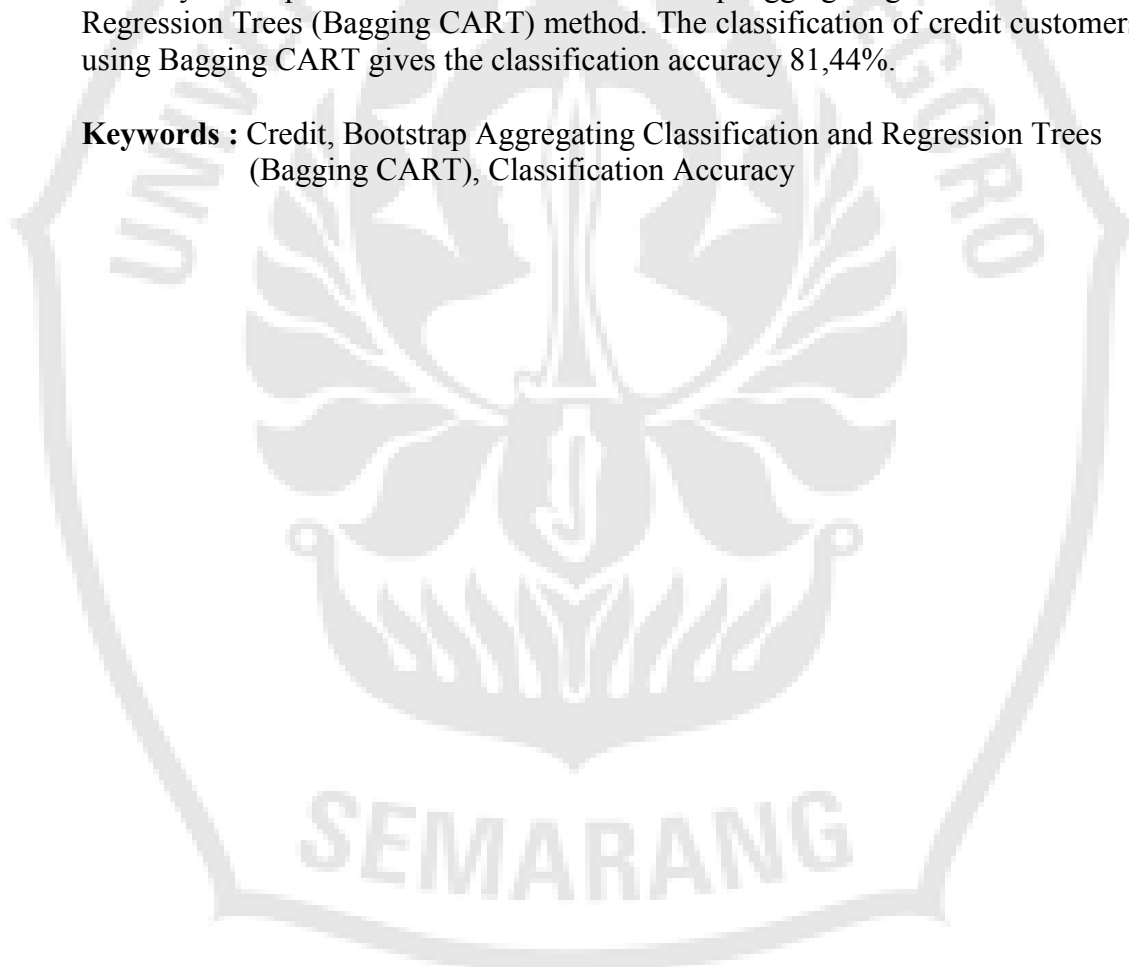 Regression Trees (Bagging CART) method. The classification of credit customers
using Bagging CART gives the classification accuracy 81,44%.
Keywords : Credit, Bootstrap Aggregating Classification and Regression Trees
(Bagging CART), Classification Accuracy
SEMARANG